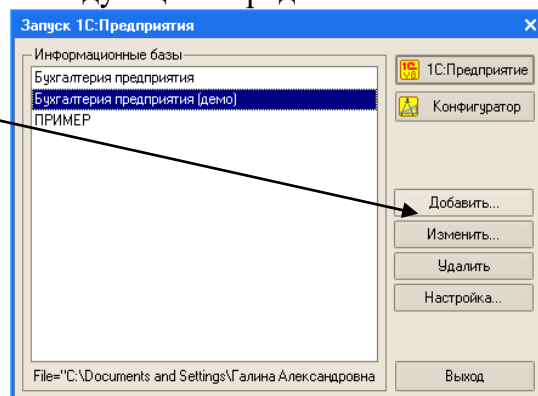 Запуск 1С:Предприятия
Информационные базы
Бухгалтерия предприятия
Бухгалтерия предприятия (демо)
ПРИМЕР
1С:Предприятие
Конфигуратор
Добавить...
Изменить...
Удалить
Настройка...
File="C:\Documents and Settings\Галина Александровна
Выход